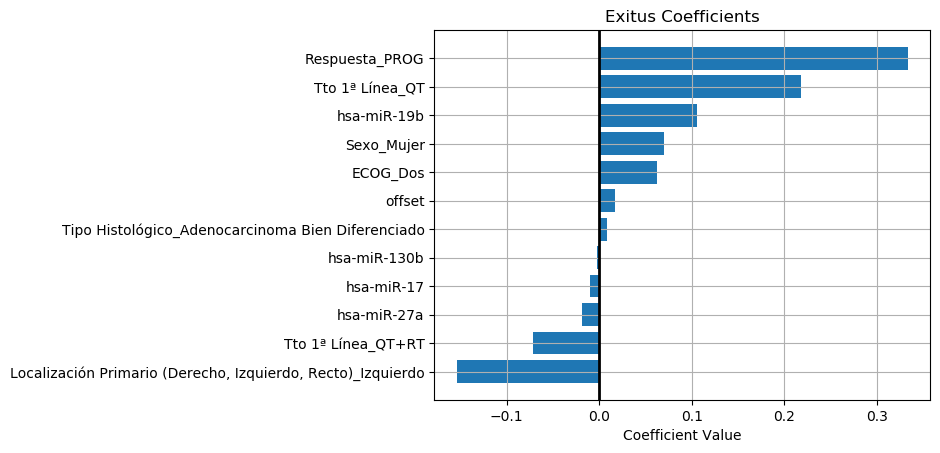 Exitus Coefficients
Respuesta_PROG
Tto 1ª Línea_QT
hsa-miR-19b
Sexo_Mujer
ECOG_Dos
offset
Tipo Histológico_Adenocarcinoma Bien Diferenciado
hsa-miR-130b
hsa-miR-17
hsa-miR-27a
Tto 1ª Línea_QT+RT
Localización Primario (Derecho, Izquierdo, Recto)_Izquierdo
−0.1 0.0 0.1 0.2 0.3
Coefficient Value